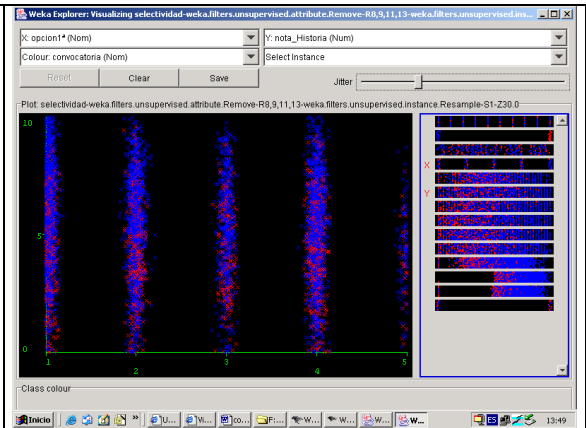 Weka Explorer: Visualizing selectividad-weka.filters.unsupervised.attribute.Remove-R8,9,11,13-weka.filters.unsupervised.ins...
X: opcion1ª (Nom)
Y: nota_Historia (Num)
Colour: convocatoria (Nom)
Select Instance
Reset
Clear
Save
Jitter
Plot: selectividad-weka.filters.unsupervised.attribute.Remove-R8,9,11,13-weka.filters.unsupervised.instance.Resample-S1-Z30.0
10
5
0
1
2
3
4
5
X
Y
Class colour
Inicio
»
U...
Vi...
co...
F:...
W...
W...
W...
W...
ES
13:49